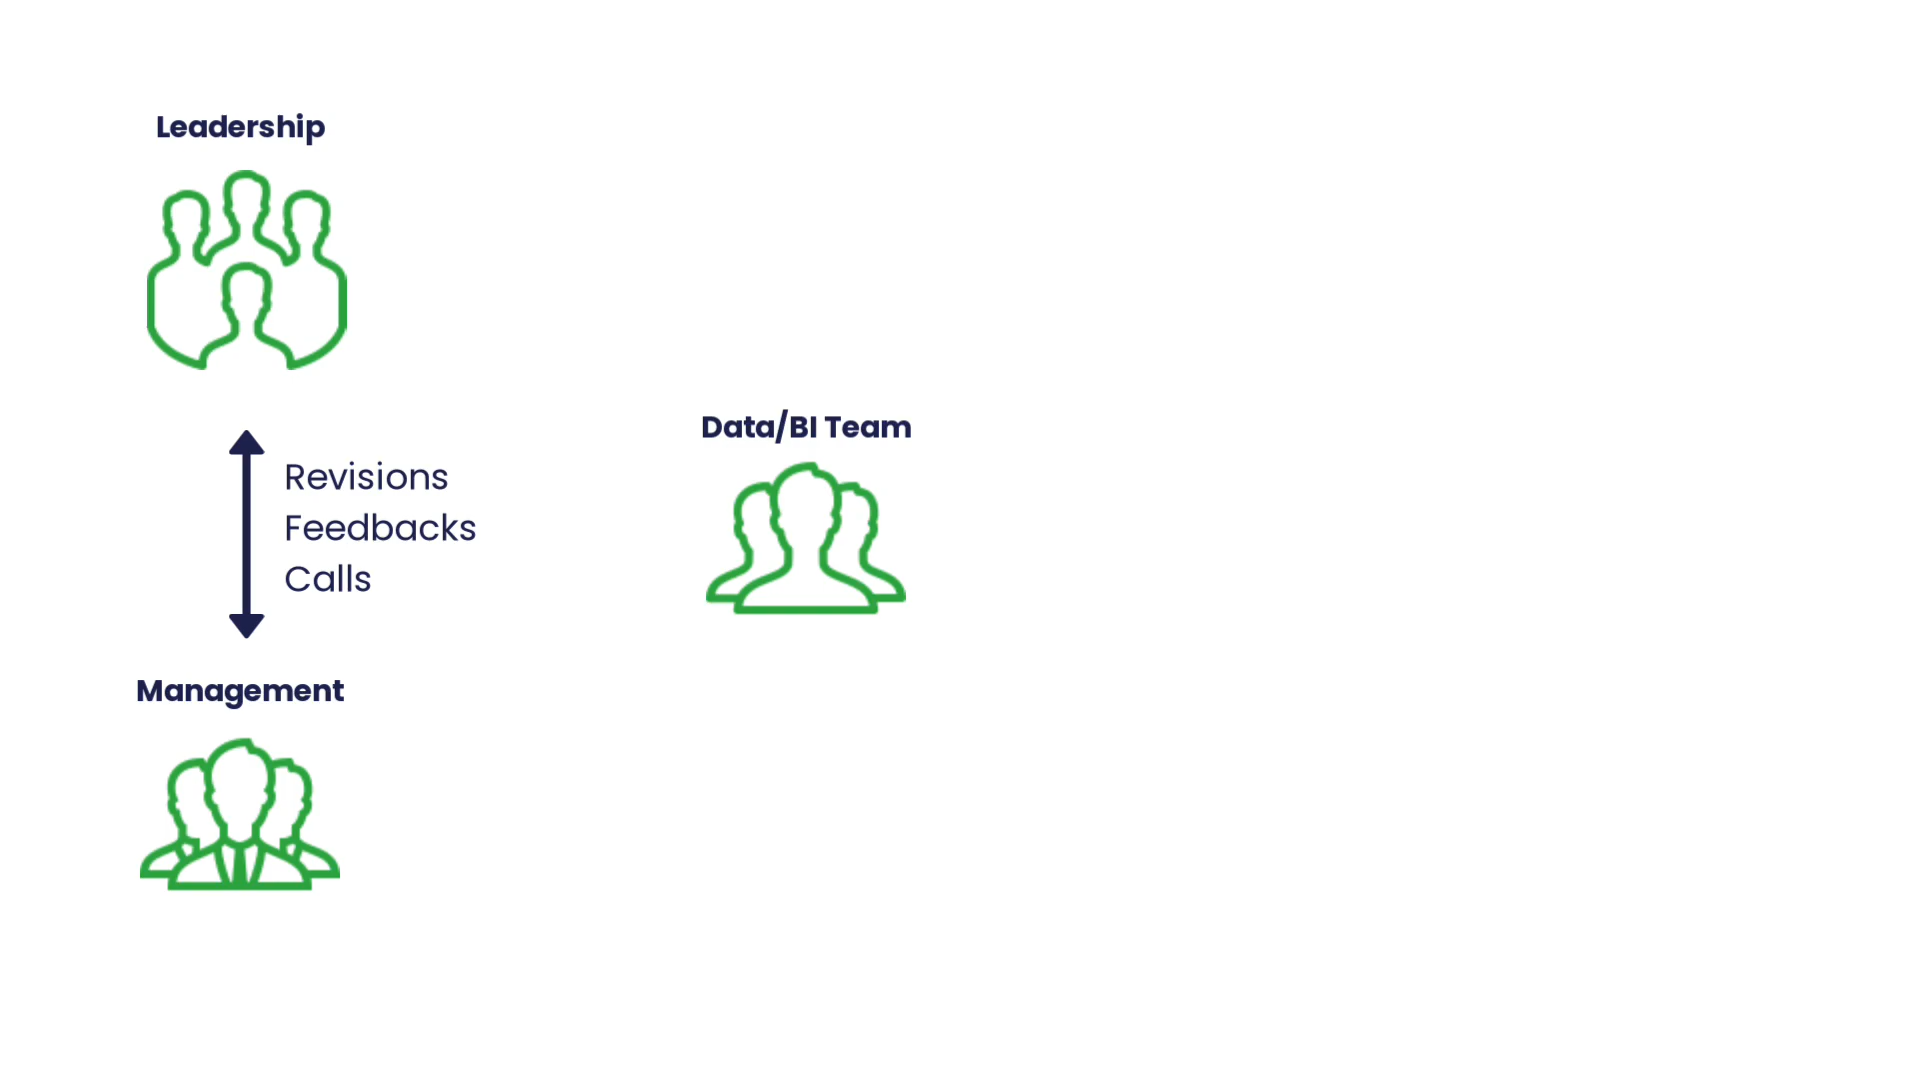 Leadership
Revisions
Feedbacks
Calls
Management
Data/BI Team